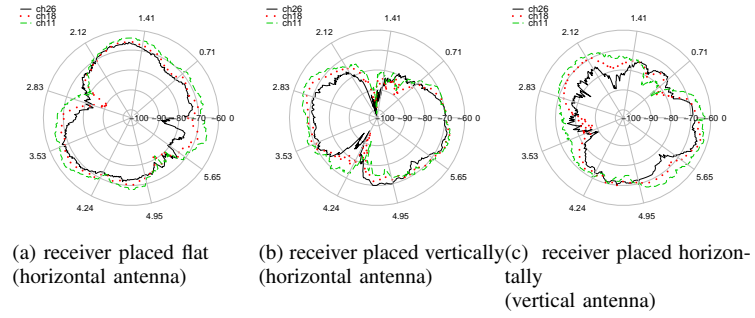 ch26
ch18
ch11
1.41
2.12
0.71
2.83
-100 -90 -80 -70 -60 0
3.53
5.65
4.24
4.95
ch26
ch18
ch11
1.41
2.12
0.71
2.83
-100 -90 -80 -70 -60 0
3.53
5.65
4.24
4.95
ch26
ch18
ch11
1.41
2.12
0.71
2.83
-100 -90 -80 -70 -60 0
3.53
5.65
4.24
4.95
(a) receiver placed flat
(horizontal antenna)
(b) receiver placed vertically
(horizontal antenna)
(c) receiver placed horizon-
tally
(vertical antenna)